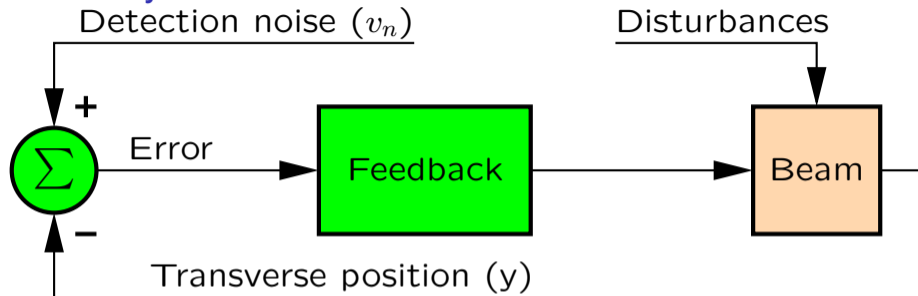 Detection noise (vₙ)
Disturbances
+
Error
Σ
Feedback
Beam
−
Transverse position (y)